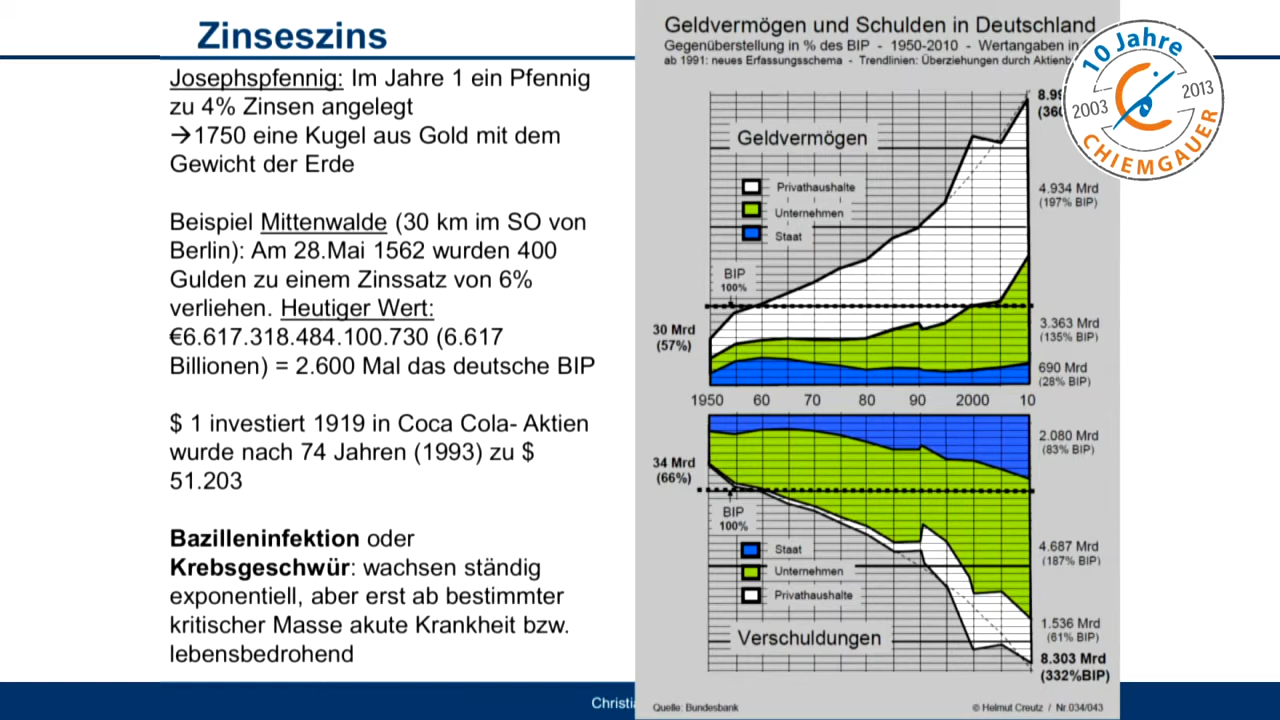 Zinseszins
Josephspfennig: Im Jahre 1 ein Pfennig
zu 4% Zinsen angelegt
→1750 eine Kugel aus Gold mit dem
Gewicht der Erde
Beispiel Mittenwalde (30 km im SO von
Berlin): Am 28.Mai 1562 wurden 400
Gulden zu einem Zinssatz von 6%
verliehen. Heutiger Wert:
€6.617.318.484.100.730 (6.617
Billionen) = 2.600 Mal das deutsche BIP
$ 1 investiert 1919 in Coca Cola- Aktien
wurde nach 74 Jahren (1993) zu $
51.203
Bazilleninfektion oder
Krebsgeschwür: wachsen ständig
exponentiell, aber erst ab bestimmter
kritischer Masse akute Krankheit bzw.
lebensbedrohend
Geldvermögen und Schulden in Deutschland
Gegenüberstellung in % des BIP - 1950-2010 - Wertangaben in
ab 1991: neues Erfassungsschema - Trendlinien: Überziehungen durch
10 Jahre
2003 2013
CHIEMGAUER
Geldvermögen
Privathaushalte
Unternehmen
Staat
BIP
100%
30 Mrd
(57%)
4.934 Mrd
(197% BIP)
3.363 Mrd
(135% BIP)
690 Mrd
(28% BIP)
1950 60 70 80 90 2000 10
34 Mrd
(66%)
BIP
100%
2.080 Mrd
(83% BIP)
4.687 Mrd
(187% BIP)
1.536 Mrd
(61% BIP)
8.303 Mrd
(332%BIP)
Staat
Unternehmen
Privathaushalte
Verschuldungen
Quelle: Bundesbank
© Helmut Creutz / Nr.034/043